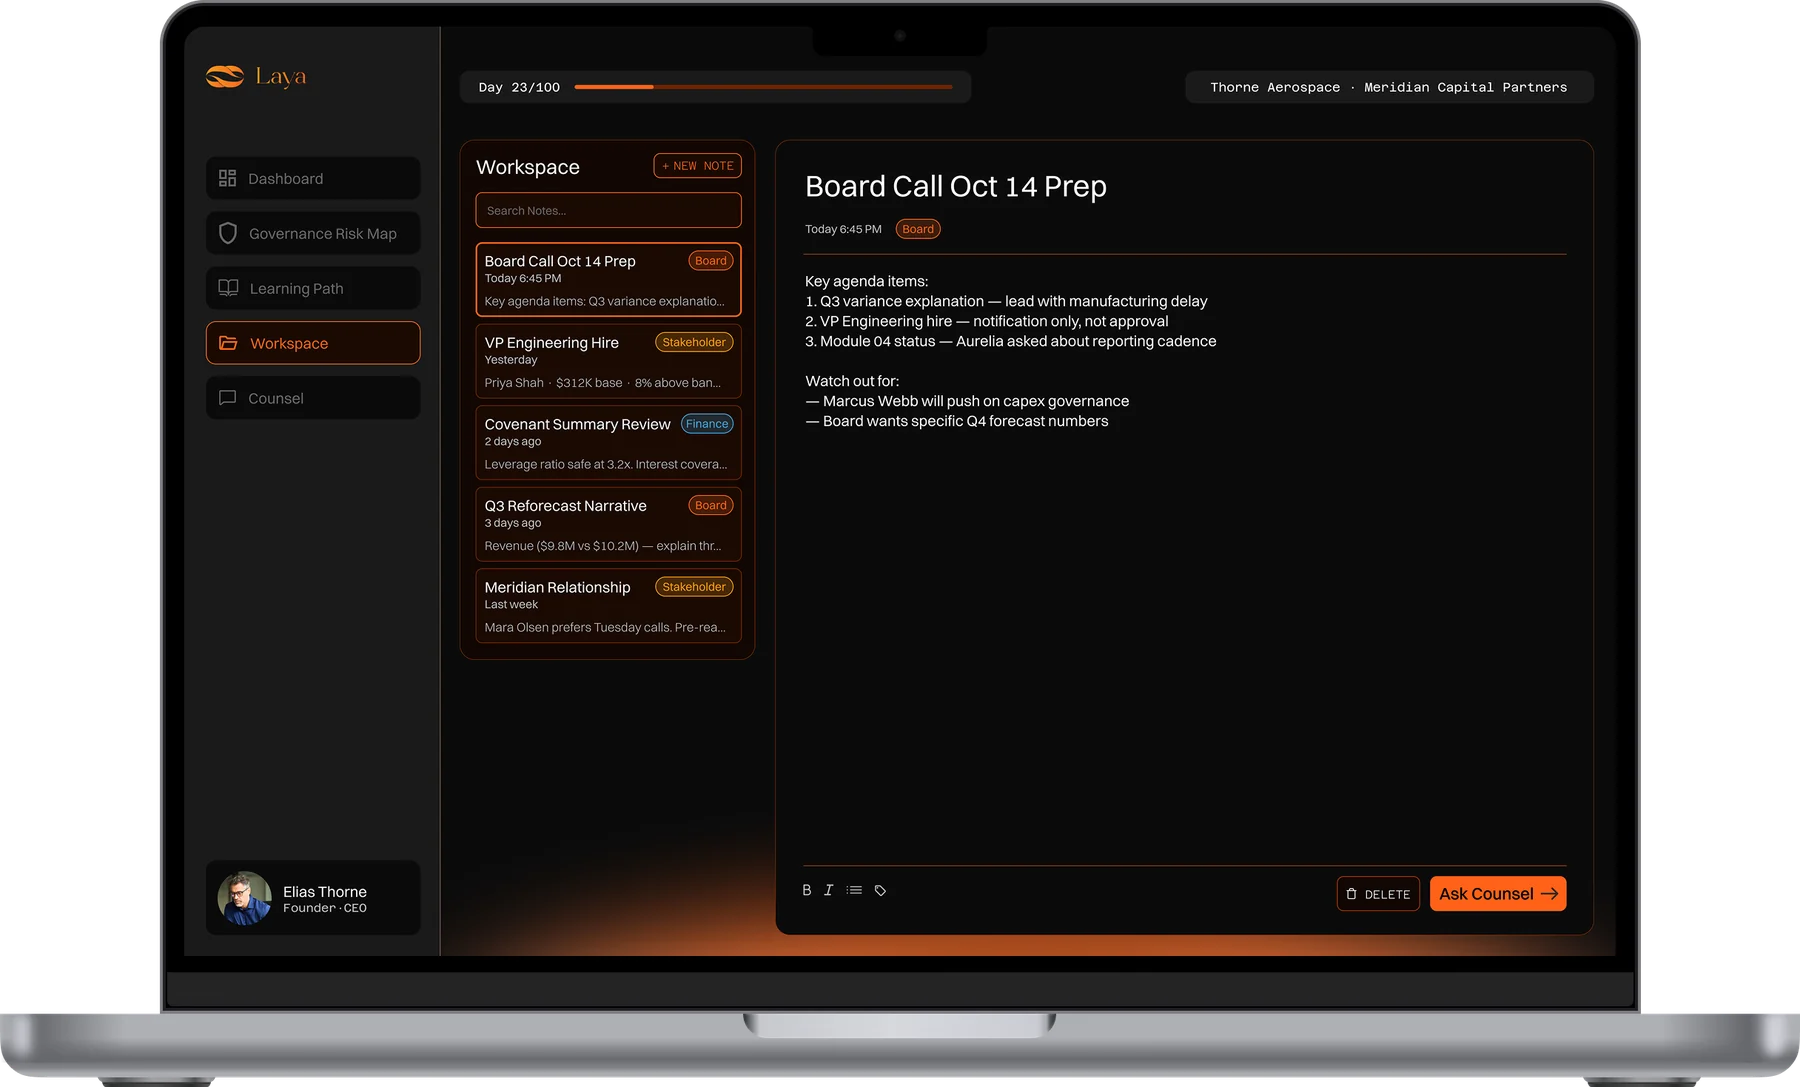 Laya
Dashboard
Governance Risk Map
Learning Path
Workspace
Counsel
Elias Thorne
Founder · CEO
Day 23/100
Thorne Aerospace · Meridian Capital Partners
Workspace
+ NEW NOTE
Search Notes...
Board Call Oct 14 Prep
Board
Today 6:45 PM
Key agenda items: Q3 variance explanatio...
VP Engineering Hire
Stakeholder
Yesterday
Priya Shah · $312K base · 8% above ban...
Covenant Summary Review
Finance
2 days ago
Leverage ratio safe at 3.2x. Interest covera...
Q3 Reforecast Narrative
Board
3 days ago
Revenue ($9.8M vs $10.2M) — explain thr...
Meridian Relationship
Stakeholder
Last week
Mara Olsen prefers Tuesday calls. Pre-rea...
Board Call Oct 14 Prep
Today 6:45 PM
Board
Key agenda items:
1. Q3 variance explanation — lead with manufacturing delay
2. VP Engineering hire — notification only, not approval
3. Module 04 status — Aurelia asked about reporting cadence
Watch out for:
— Marcus Webb will push on capex governance
— Board wants specific Q4 forecast numbers
B I
DELETE
Ask Counsel →